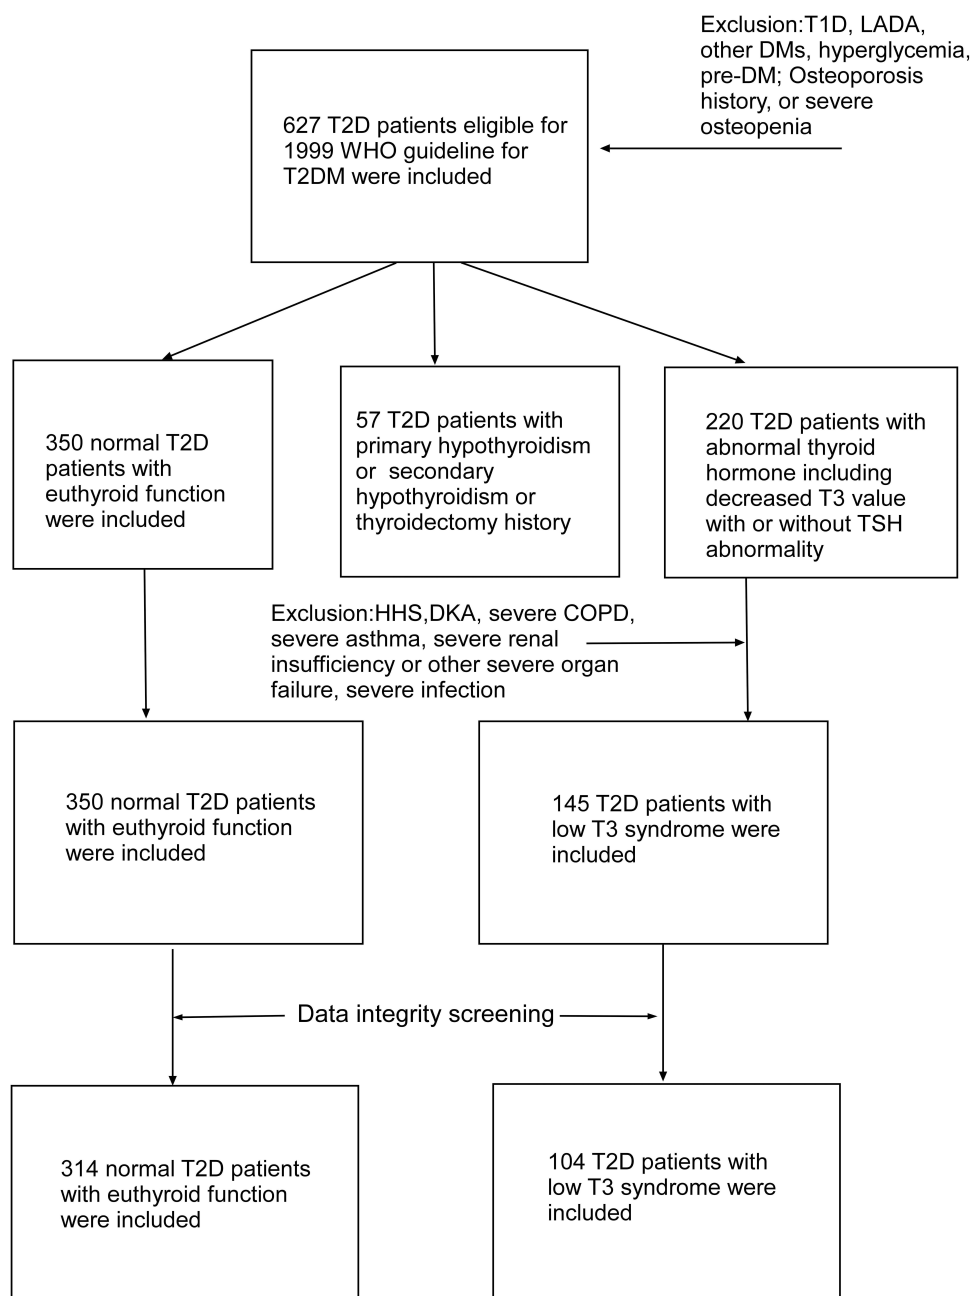 Exclusion:T1D, LADA,
other DMs, hyperglycemia,
pre-DM; Osteoporosis
history, or severe
osteopenia
627 T2D patients eligible for
1999 WHO guideline for
T2DM were included
350 normal T2D
patients with
euthyroid function
were included
57 T2D patients with
primary hypothyroidism
or secondary
hypothyroidism or
thyroidectomy history
220 T2D patients with
abnormal thyroid
hormone including
decreased T3 value
with or without TSH
abnormality
Exclusion:HHS,DKA, severe COPD,
severe asthma, severe renal
insufficiency or other severe organ
failure, severe infection
350 normal T2D patients
with euthyroid function
were included
145 T2D patients with
low T3 syndrome were
included
Data integrity screening
314 normal T2D patients
with euthyroid function
were included
104 T2D patients with
low T3 syndrome were
included